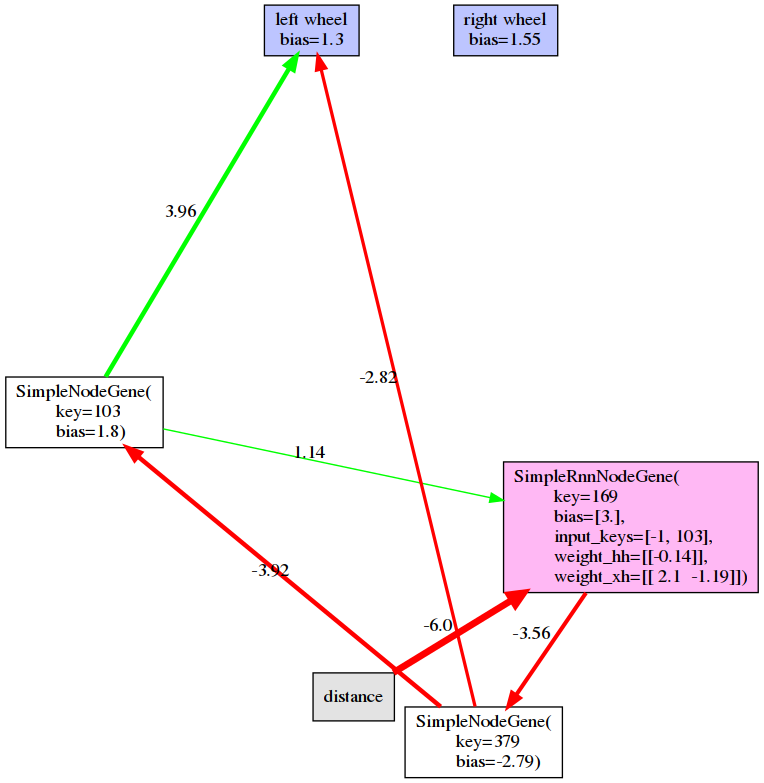 left wheel
bias=1.3
right wheel
bias=1.55
3.96
-2.82
SimpleNodeGene(
key=103
bias=1.8)
1.14
SimpleRnnNodeGene(
key=169
bias=[3.],
input_keys=[-1, 103],
weight_hh=[[-0.14]],
weight_xh=[[ 2.1 -1.19]])
-3.92
-6.0
-3.56
distance
SimpleNodeGene(
key=379
bias=-2.79)